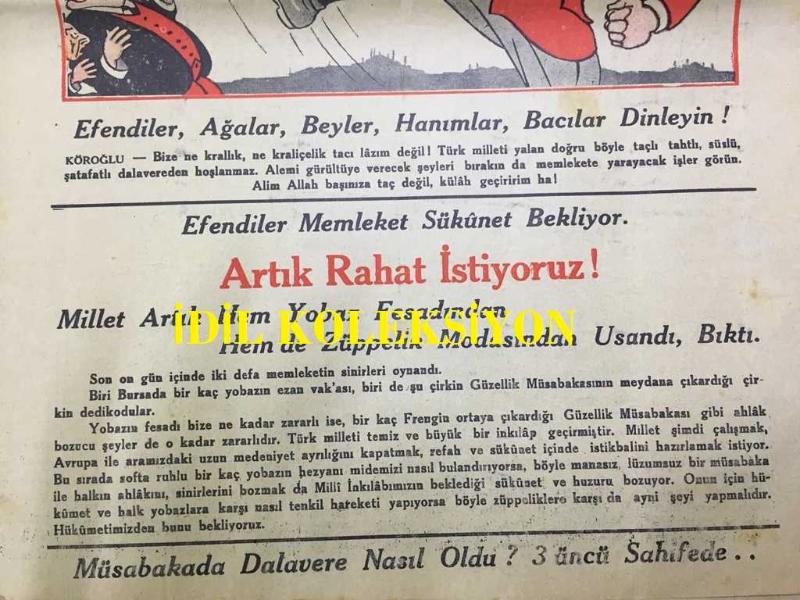 Efendiler, Ağalar, Beyler, Hanımlar, Bacılar Dinleyin !
KÖROĞLU — Bize ne krallık, ne kraliçelik tacı lâzım değil! Türk milleti yalan doğru böyle taçlı tahtlı, süslü,
şatafatlı dalavereden hoşlanmaz. Alemi gürültüye verecek şeyleri bırakın da memlekete yarayacak işler görün.
Alim Allah başınıza taç değil, külâh geçiririm ha!
Efendiler Memleket Sükûnet Bekliyor.
Artık Rahat İstiyoruz!
Millet Artık Hem Yobaz Fesadından
İDİL KOLEKSİYON
Hem de Züppelik Modasından Usandı, Bıktı.
Son on gün içinde iki defa memleketin sinirleri oynandı.
Biri Bursada bir kaç yobazın ezan vak'ası, biri de şu çirkin Güzellik Müsabakasının meydana çıkardığı çir-
kin dedikodular.
Yobazın fesadı bize ne kadar zararlı ise, bir kaç Frengin ortaya çıkardığı Güzellik Müsabakası gibi ahlâk
bozucu şeyler de o kadar zararlıdır. Türk milleti temiz ve büyük bir inkılâp geçirmiştir. Millet şimdi çalışmak,
Avrupa ile aramızdaki uzun medeniyet ayrılığını kapatmak, refah ve sükûnet içinde istikbalini hazırlamak istiyor.
Bu sırada softa ruhlu bir kaç yobazın hezyanı midemizi nasıl bulandırıyorsa, böyle manasız, lüzumsuz bir müsabaka
ile halkın ahlâkını, sinirlerini bozmak da Millî İnkılâbımızın beklediği sükûnet ve huzuru bozuyor. Onun için hü-
kûmet ve halk yobazlara karşı nasıl tenkil hareketi yapıyorsa böyle züppeliklere karşı da ayni şeyi yapmalıdır.
Hükûmetimizden bunu bekliyoruz.
Müsabakada Dalavere Nasıl Oldu ? 3 üncü Sahifede . .